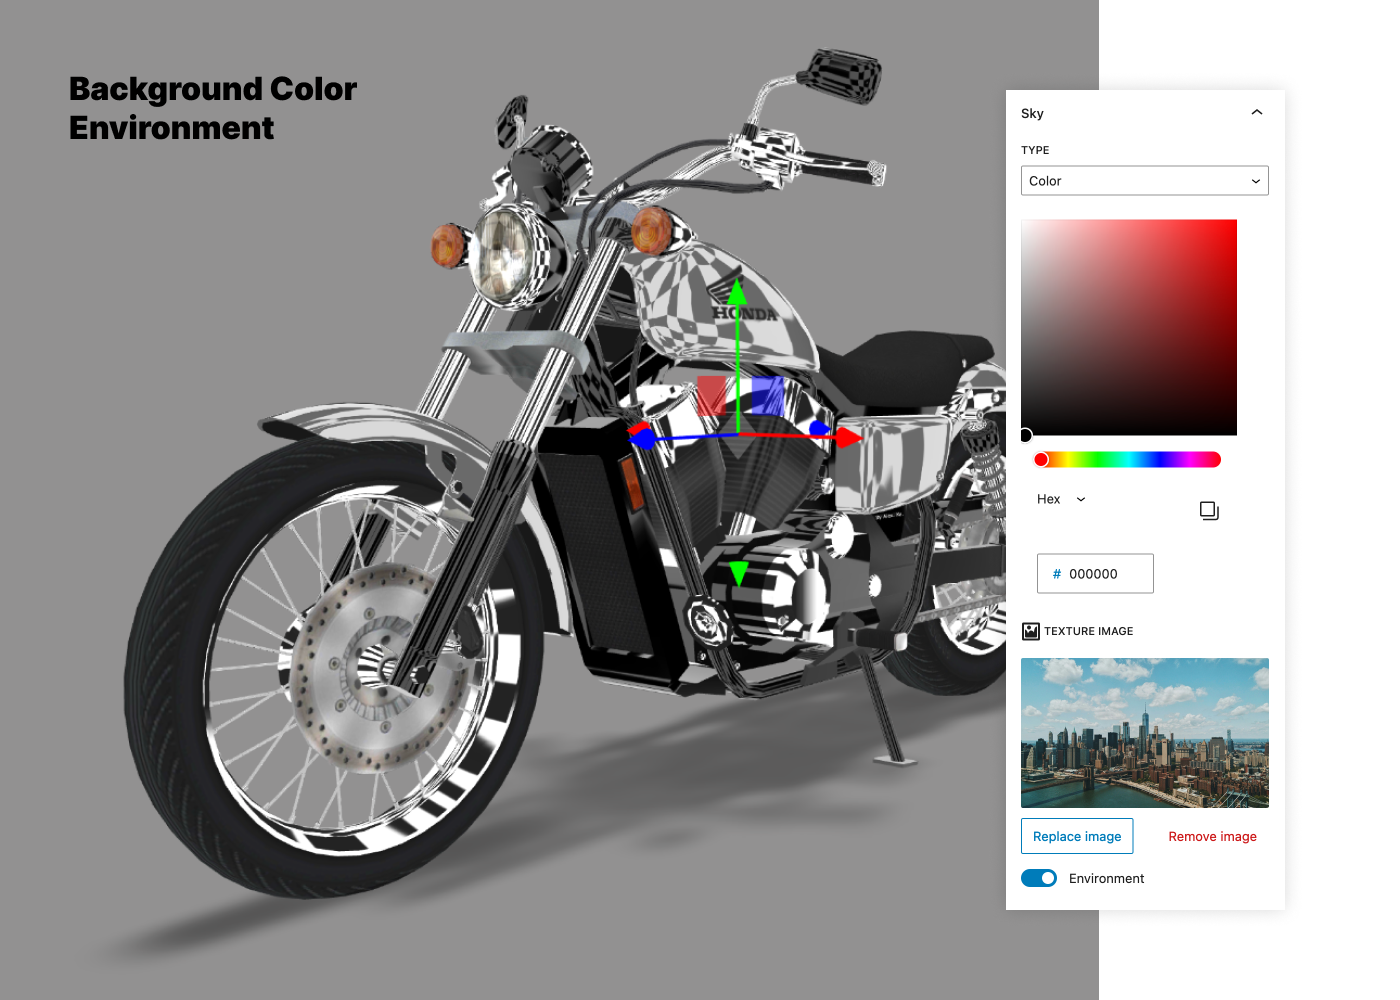 Background Color
Environment
HONDA
Sky
TYPE
Color
Hex
# 000000
TEXTURE IMAGE
Replace image
Remove image
Environment